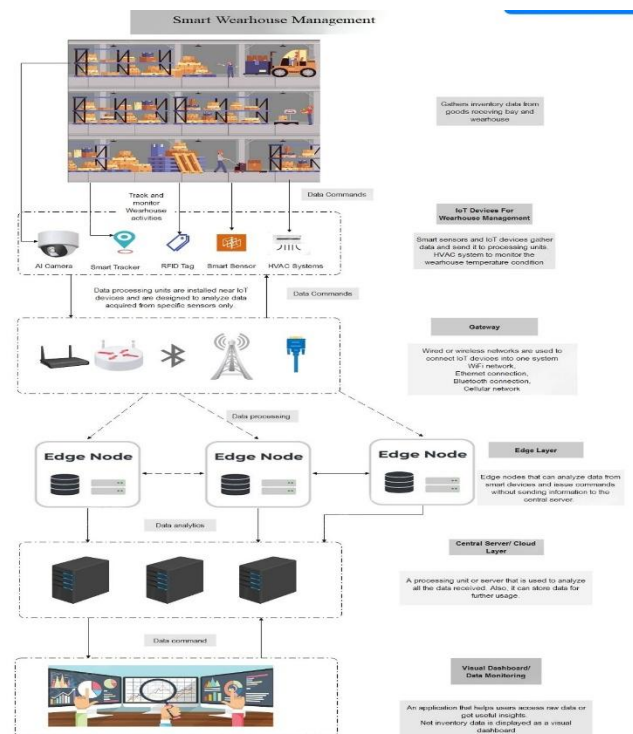 Smart Wearhouse Management
Gathers inventory data from
goods receving bay and
wearhouse
Track and
monitor
Wearhouse
activities
Data Commands
IoT Devices For
Wearhouse Management
AI Camera
Smart Tracker
RFID Tag
Smart Sensor
HVAC Systems
Smart sensors and IoT devices gather
data and send it to processing units.
HVAC system to monitor the
wearhouse temperature condition
Data processing units are installed near IoT
devices and are designed to analyze data
acquired from specific sensors only.
Data Commands
Gateway
Wired or wireless networks are used to
connect IoT devices into one system
WiFi network,
Ethernet connection,
Bluetooth connection,
Cellular network
Data processing
Edge Node
Edge Node
Edge Node
Edge Layer
Edge nodes that can analyze data from
smart devices and issue commands
without sending information to the
central server.
Data analytics
Central Server/ Cloud
Layer
A processing unit or server that is used to analyze
all the data received. Also, it can store data for
further usage.
Data command
Visual Dashboard/
Data Monitoring
An application that helps users access raw data or
got useful insights.
Net inventory data is displayed as a visual
dashboard